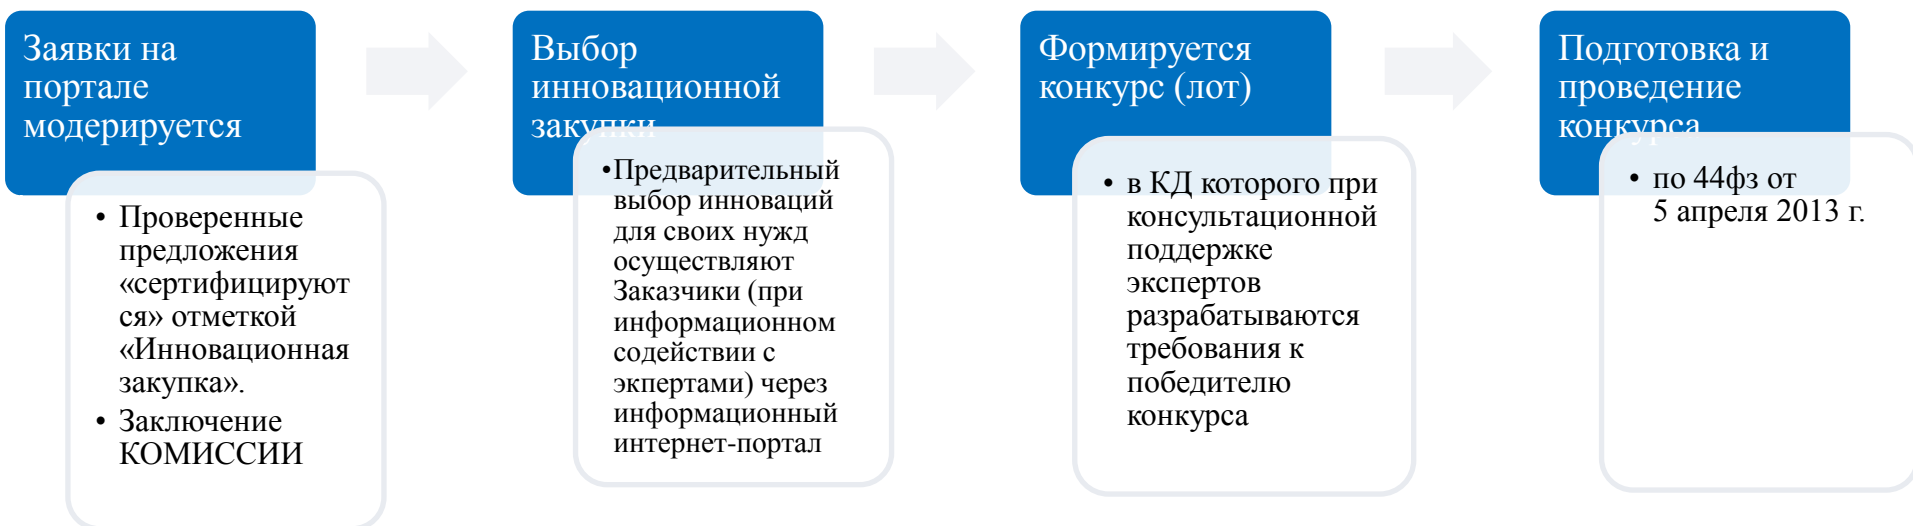 Заявки на
портале
модерируется
• Проверенные
предложения
«сертифицируют
ся» отметкой
«Инновационная
закупка».
• Заключение
КОМИССИИ
Выбор
инновационной
закупки
•Предварительный
выбор инноваций
для своих нужд
осуществляют
Заказчики (при
информационном
содействии с
экпертами) через
информационный
интернет-портал
Формируется
конкурс (лот)
• в КД которого при
консультационной
поддержке
экспертов
разрабатываются
требования к
победителю
конкурса
Подготовка и
проведение
конкурса
• по 44фз от
5 апреля 2013 г.